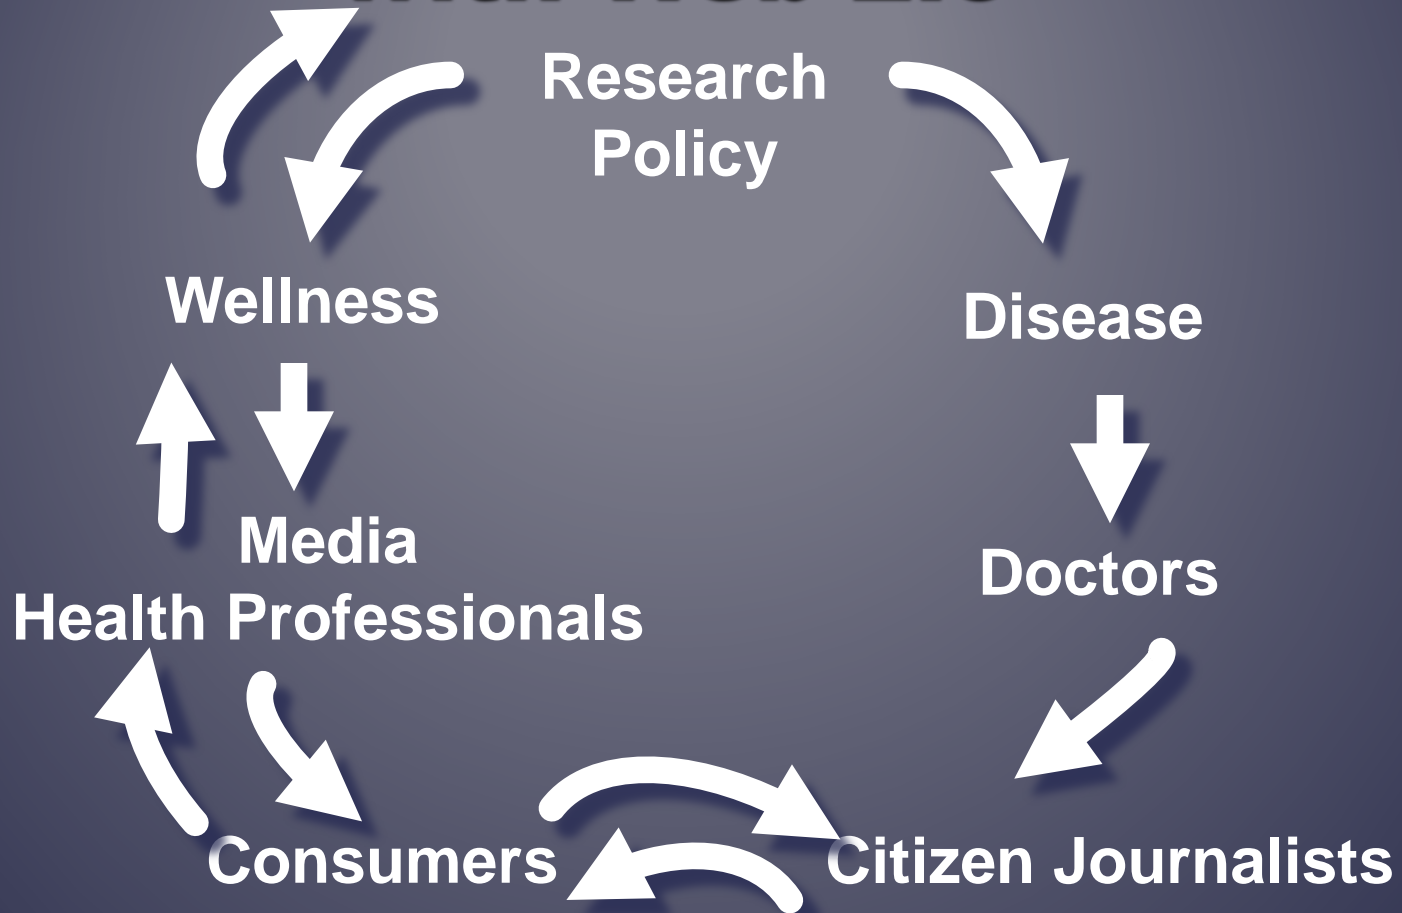 Research
Policy
Wellness
Disease
Media
Doctors
Health Professionals
Consumers
Citizen Journalists